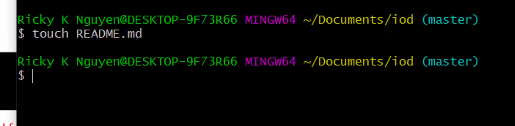 Ricky K Nguyen@DESKTOP-9F73R66 MINGW64 ~/Documents/iod (master)
$ touch README.md
Ricky K Nguyen@DESKTOP-9F73R66 MINGW64 ~/Documents/iod (master)
$